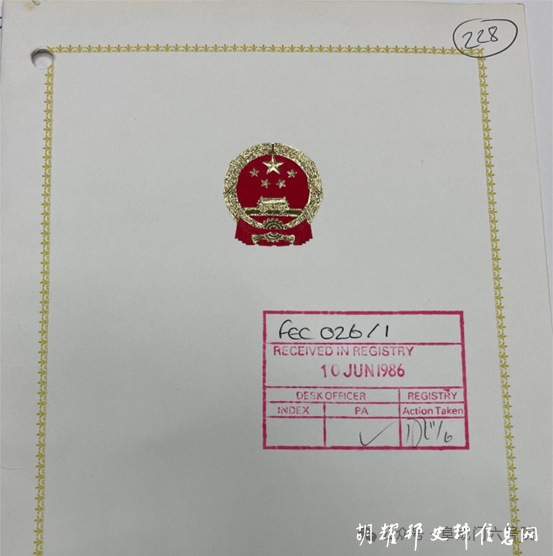 228
FEC 026/1
RECEIVED IN REGISTRY
10 JUN 1986
DESK OFFICER REGISTRY
INDEX PA Action Taken
胡耀邦史料信息网